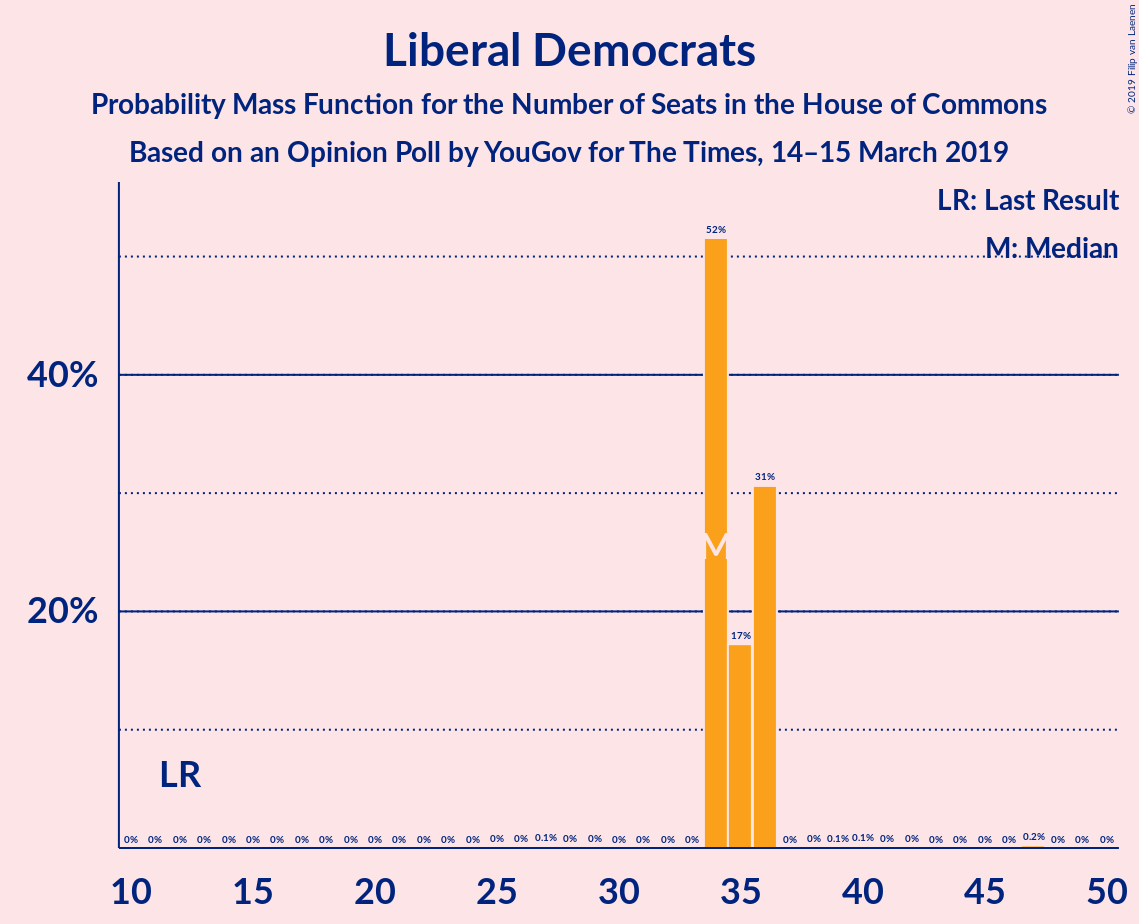 Liberal Democrats
Probability Mass Function for the Number of Seats in the House of Commons
Based on an Opinion Poll by YouGov for The Times, 14–15 March 2019
© 2019 Filip van Laenen
LR: Last Result
M: Median
52%
40%
31%
M
20%
17%
LR
0% 0% 0% 0% 0% 0% 0% 0% 0% 0% 0% 0% 0% 0% 0% 0% 0% 0.1% 0% 0% 0% 0% 0% 0% 0% 0% 0.1% 0.1% 0% 0% 0% 0% 0% 0% 0.2% 0% 0% 0%
10 15 20 25 30 35 40 45 50